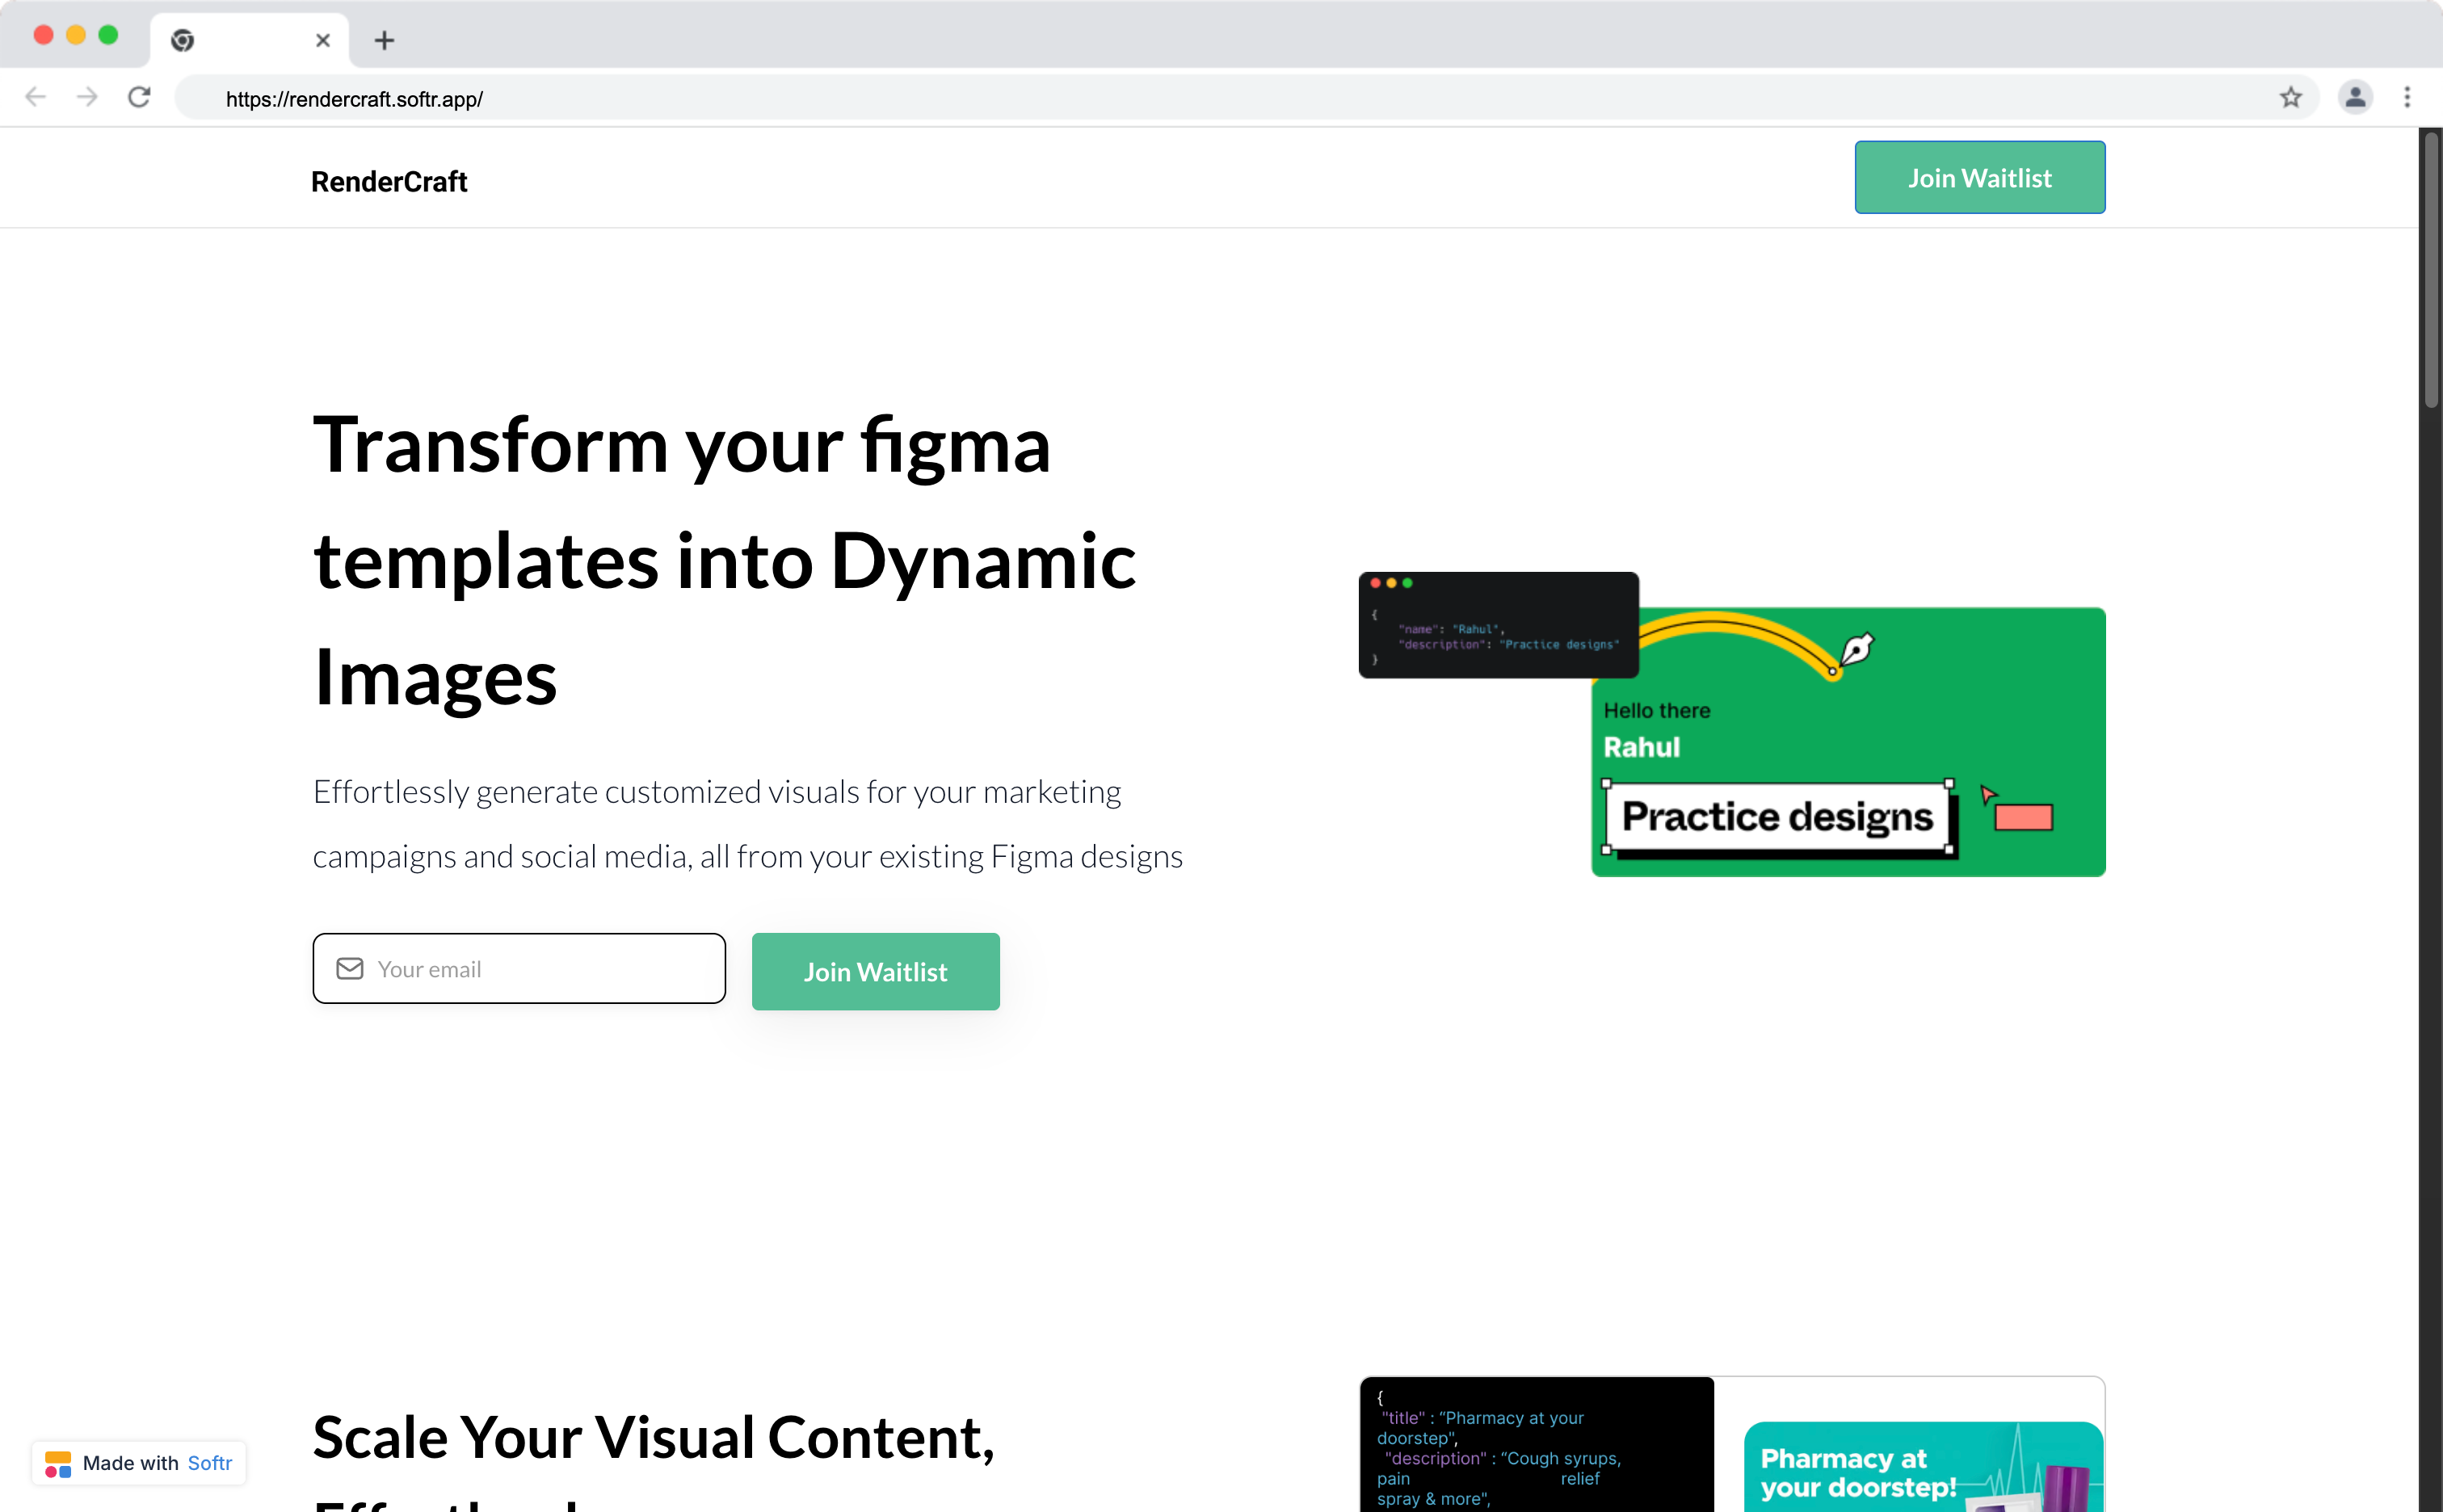 https://rendercraft.softr.app/
RenderCraft
Join Waitlist
Transform your figma
templates into Dynamic
Images
Effortlessly generate customized visuals for your marketing
campaigns and social media, all from your existing Figma designs
Your email
Join Waitlist
{
"name": "Rahul",
"description": "Practice designs"
}
Hello there
Rahul
Practice designs
Scale Your Visual Content,
{
"title" : “Pharmacy at your
doorstep",
"description" : “Cough syrups,
pain relief
spray & more",
Pharmacy at
your doorstep!
Made with Softr